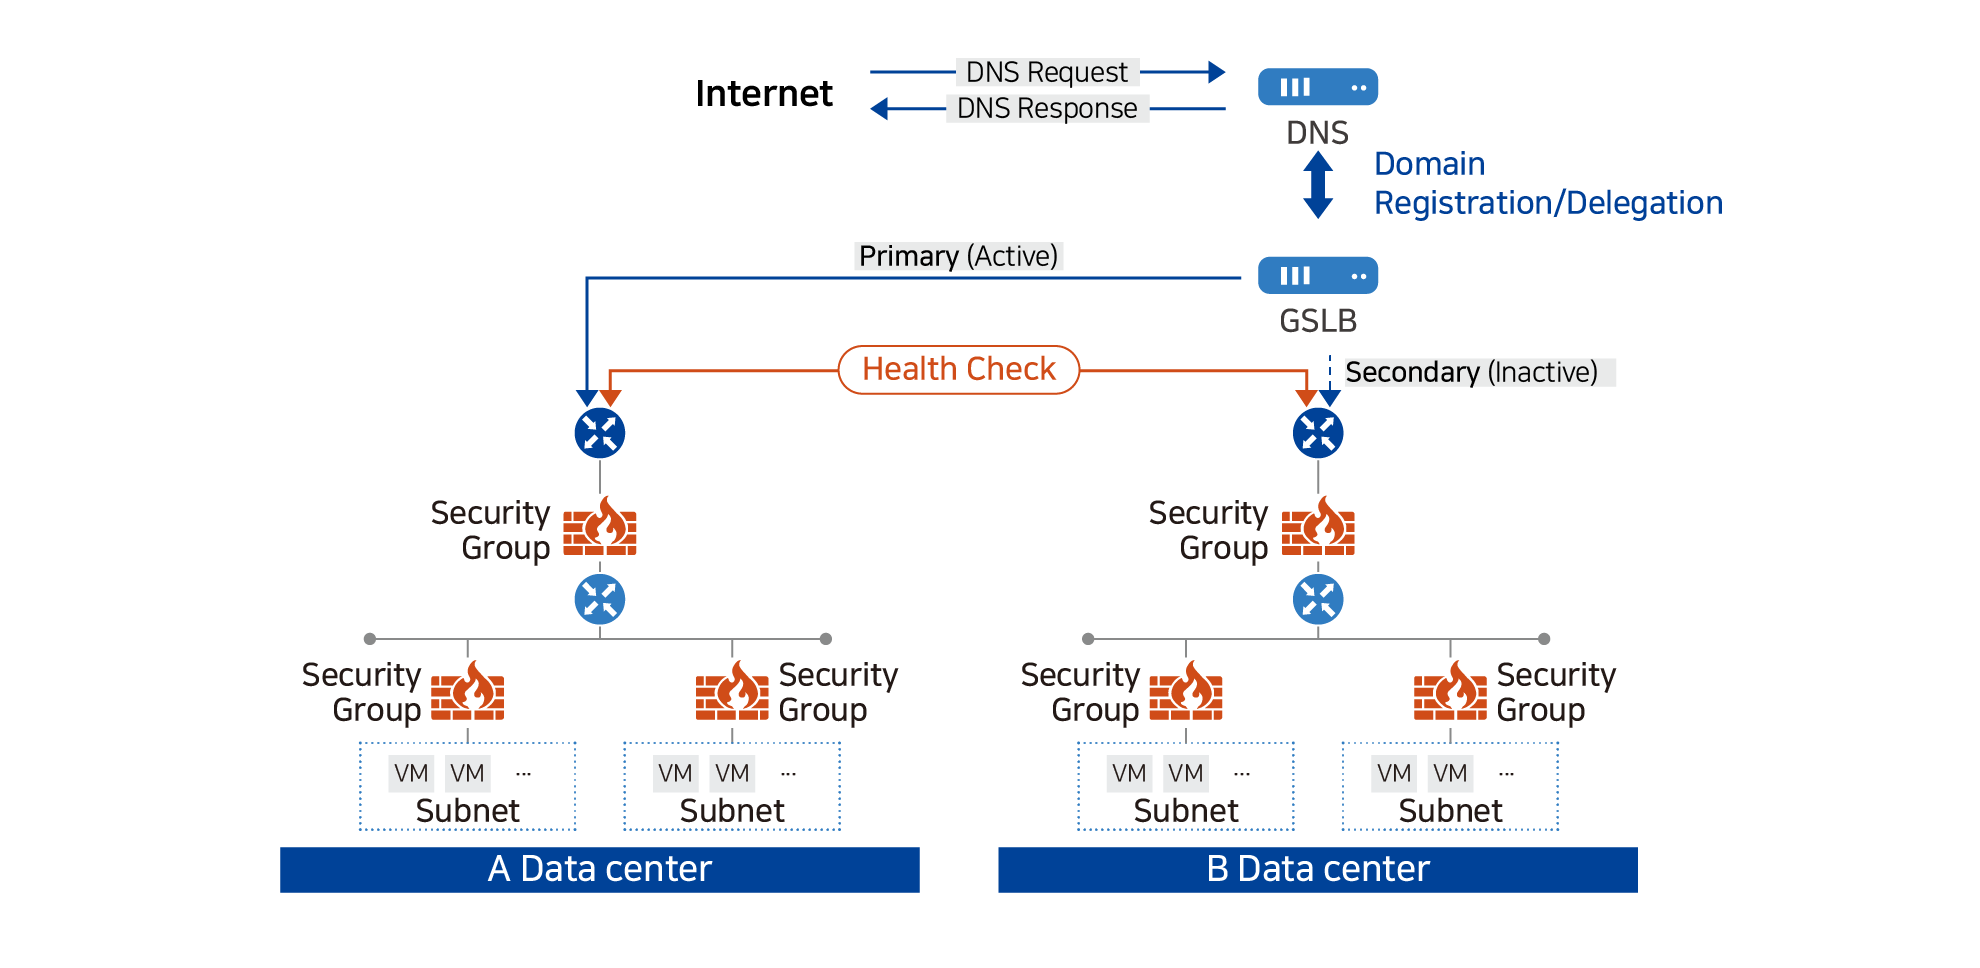 Internet
DNS Request
DNS Response
DNS
Domain
Registration/Delegation
Primary (Active)
GSLB
Health Check
Secondary (Inactive)
Security
Group
Security
Group
Security
Group
Security
Group
Security
Group
Security
Group
VM VM ...
Subnet
VM VM ...
Subnet
VM VM ...
Subnet
VM VM ...
Subnet
A Data center
B Data center